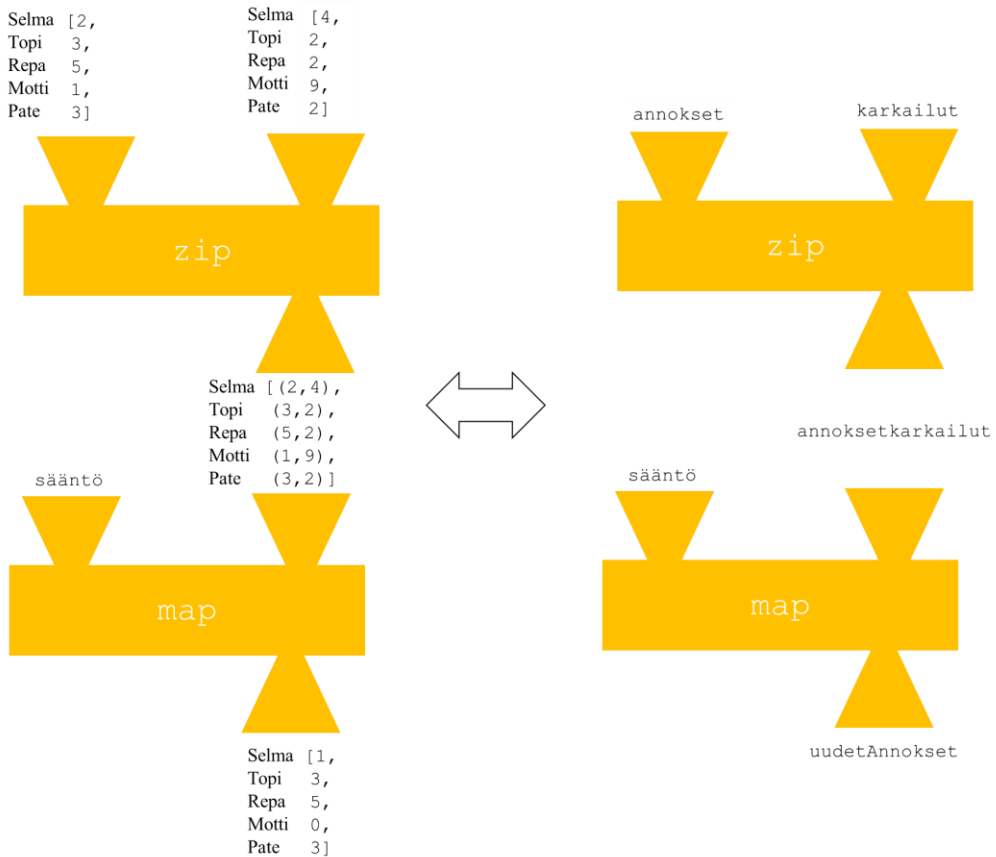 Selma [2,
Topi 3,
Repa 5,
Motti 1,
Pate 3]
Selma [4,
Topi 2,
Repa 2,
Motti 9,
Pate 2]
zip
Selma [(2,4),
Topi (3,2),
Repa (5,2),
Motti (1,9),
Pate (3,2)]
sääntö
map
Selma [1,
Topi 3,
Repa 5,
Motti 0,
Pate 3]
annokset
karkailut
zip
annoksetkarkailut
sääntö
map
uudetAnnokset